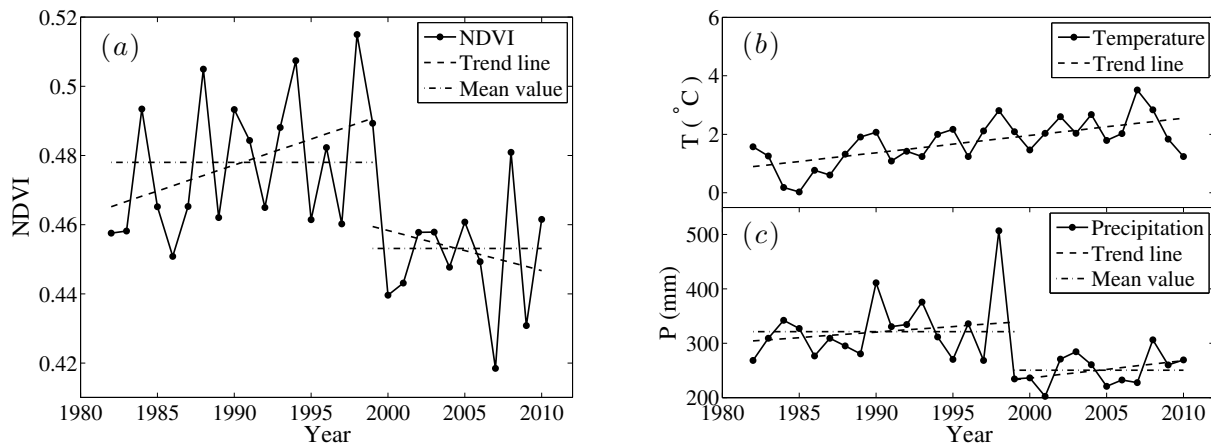 (a)
NDVI
Trend line
Mean value
NDVI
0.52
0.5
0.48
0.46
0.44
0.42
1980 1985 1990 1995 2000 2005 2010
Year
(b)
Temperature
Trend line
T ( °C)
6
4
2
0
(c)
Precipitation
Trend line
Mean value
P (mm)
500
400
300
200
1980 1985 1990 1995 2000 2005 2010
Year